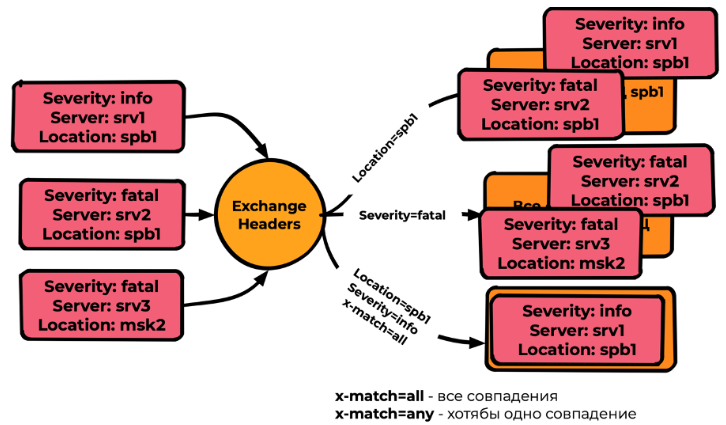 Severity: info
Server: srv1
Location: spb1
Severity: fatal
Server: srv2
Location: spb1
Severity: fatal
Server: srv3
Location: msk2
Exchange
Headers
Location=spb1
Severity=fatal
Location=spb1
Severity=info
x-match=all
Severity: info
Server: srv1
Location: spb1
spb1
Severity: fatal
Server: srv2
Location: spb1
Severity: fatal
Server: srv2
Location: spb1
Все
Severity: fatal
Server: srv3
Location: msk2
Severity: info
Server: srv1
Location: spb1
x-match=all - все совпадения
x-match=any - хотябы одно совпадение